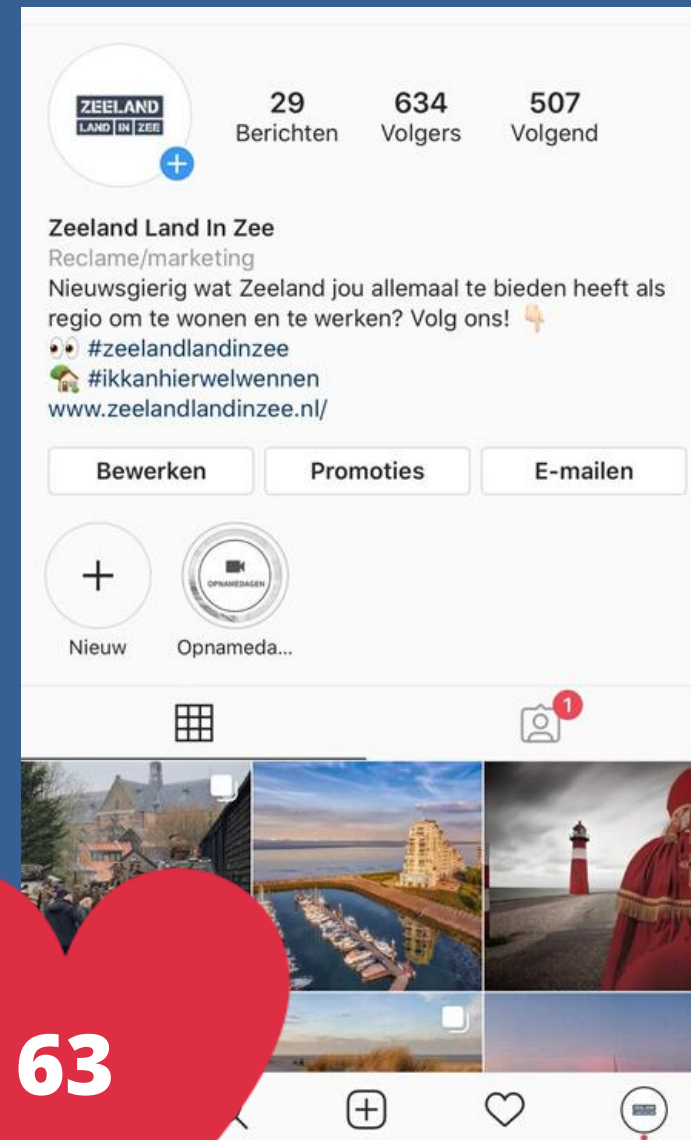 ZEELAND
LAND IN ZEE
29 634 507
Berichten Volgers Volgend
Zeeland Land In Zee
Reclame/marketing
Nieuwsgierig wat Zeeland jou allemaal te bieden heeft als
regio om te wonen en te werken? Volg ons! 👇🏻
👀 #zeelandlandinzee
🏡 #ikkanhierwelwennen
www.zeelandlandinzee.nl/
Bewerken Promoties E-mailen
OPNAMEDAGEN
Nieuw Opnameda...
1
63